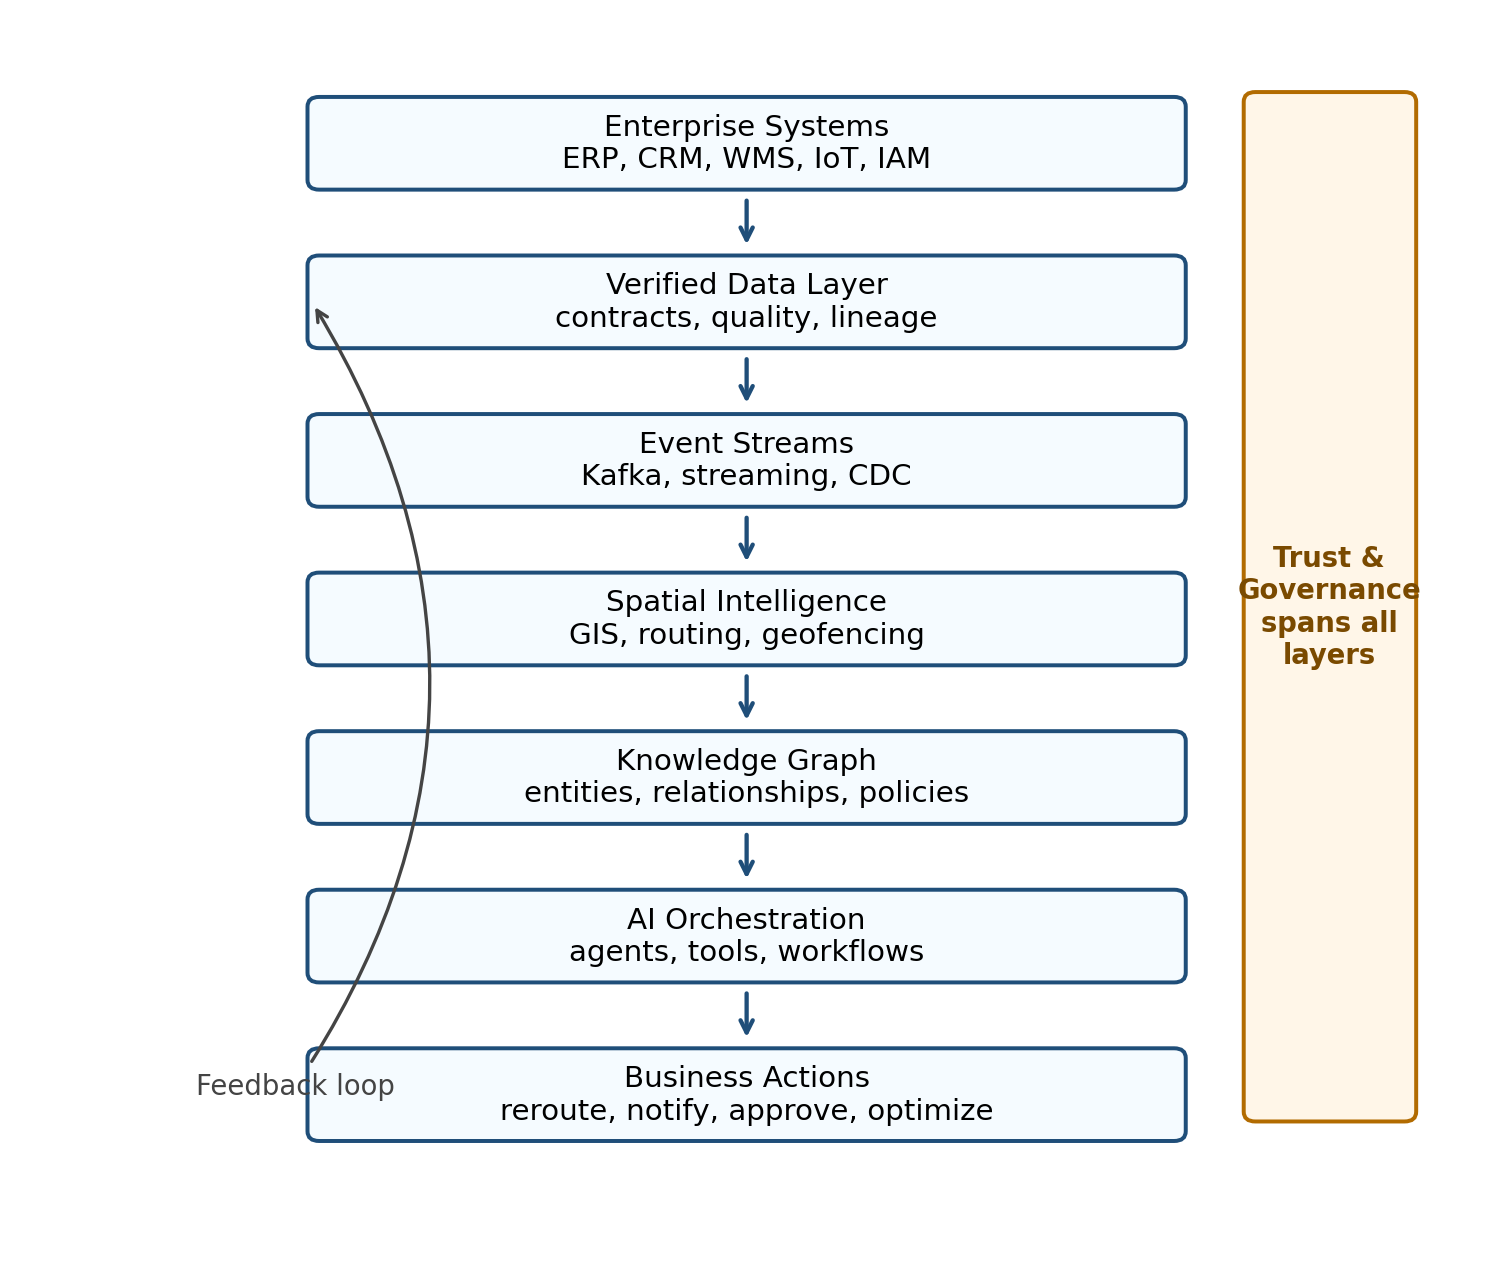 Enterprise Systems
ERP, CRM, WMS, IoT, IAM
Verified Data Layer
contracts, quality, lineage
Event Streams
Kafka, streaming, CDC
Spatial Intelligence
GIS, routing, geofencing
Knowledge Graph
entities, relationships, policies
AI Orchestration
agents, tools, workflows
Business Actions
reroute, notify, approve, optimize
Feedback loop
Trust &
Governance
spans all
layers